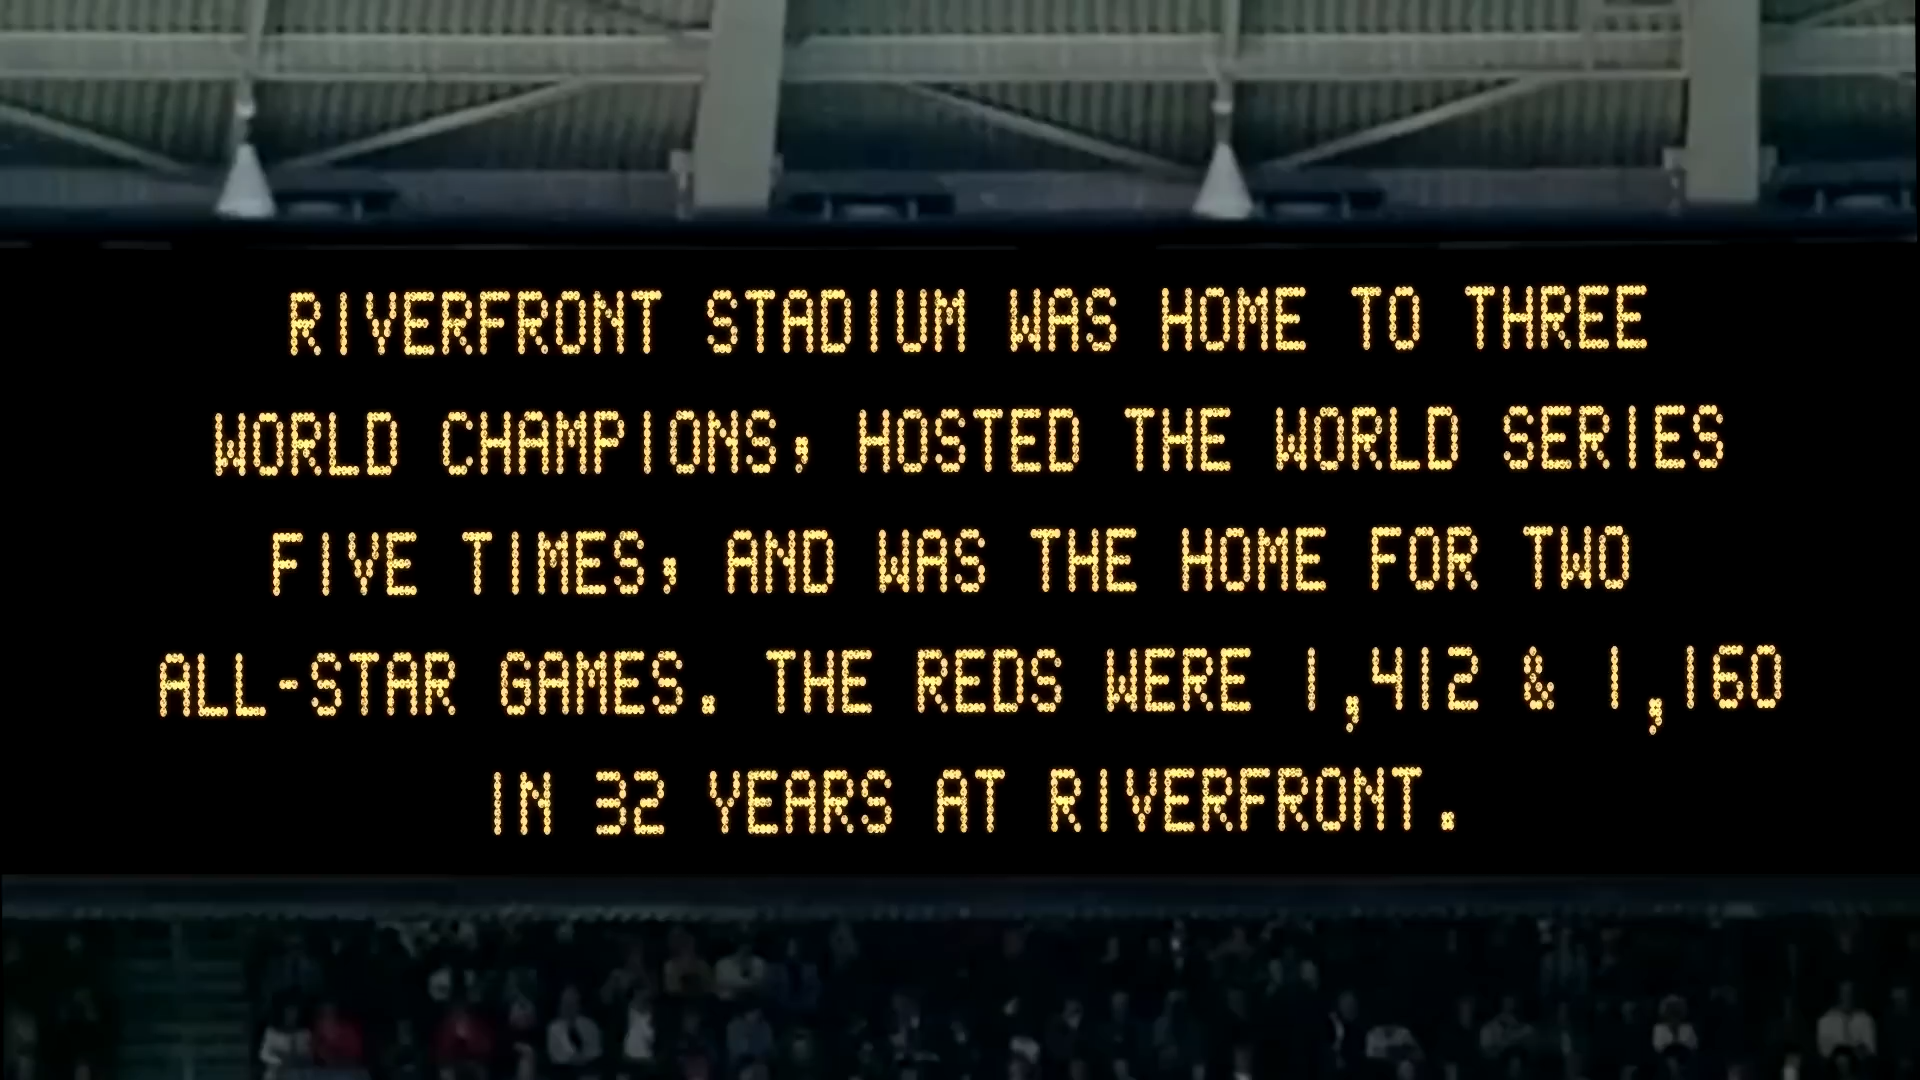 RIVERFRONT STADIUM WAS HOME TO THREE
WORLD CHAMPIONS, HOSTED THE WORLD SERIES
FIVE TIMES, AND WAS THE HOME FOR TWO
ALL-STAR GAMES. THE REDS WERE 1,412 & 1,160
IN 32 YEARS AT RIVERFRONT.